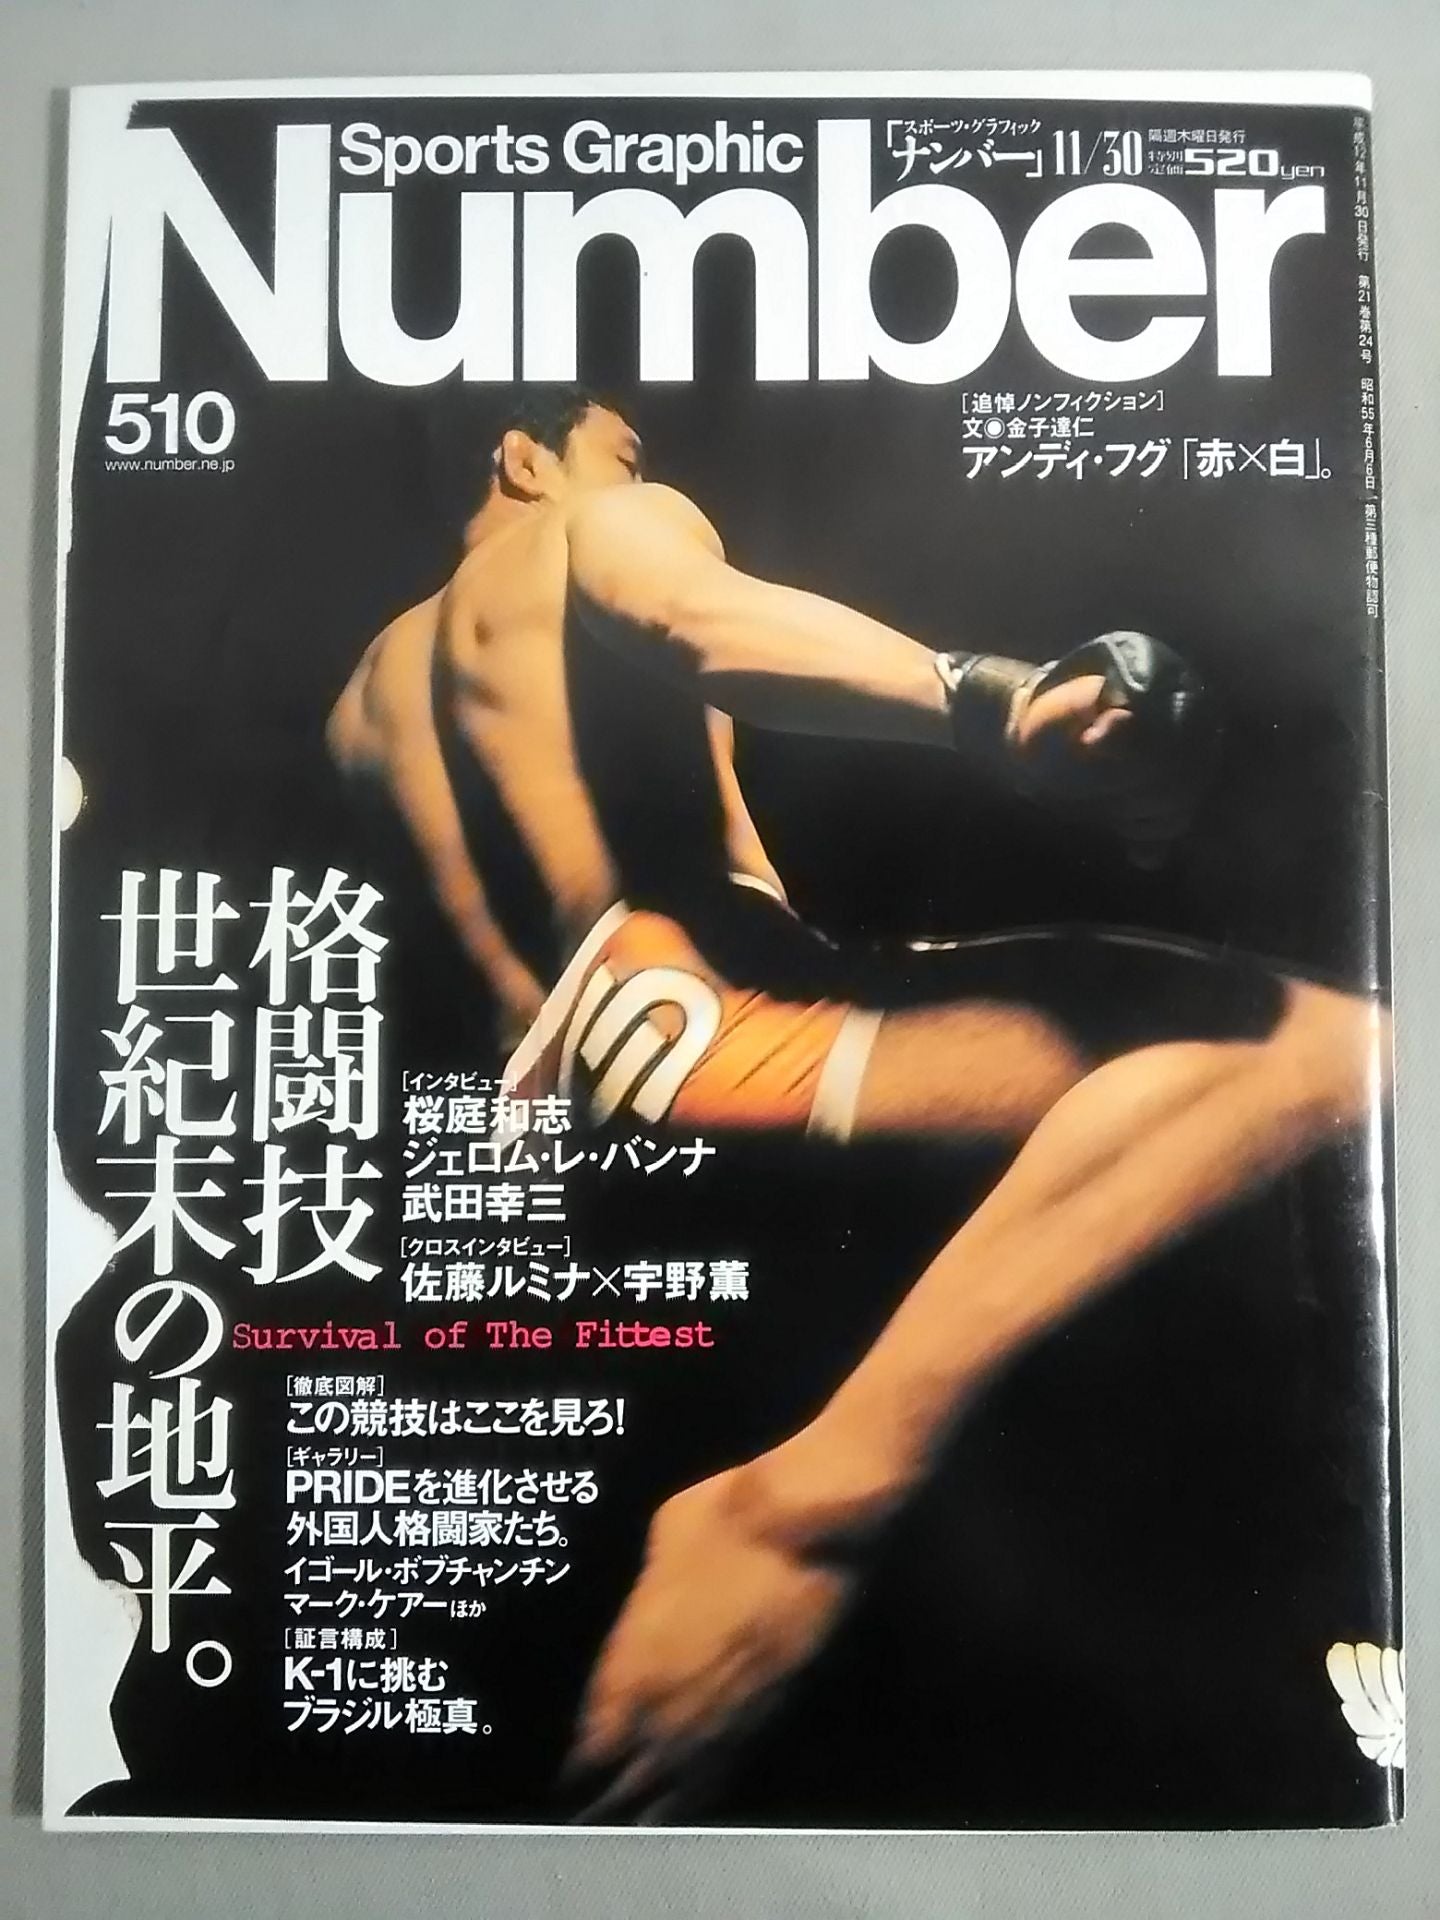 Sports Graphic
Number
スポーツ・グラフィック
「ナンバー」
11/30
隔週木曜日発行
特別定価520yen
平成12年11月30日発行 第21巻第24号 昭和55年6月6日 第三種郵便物認可
510
www.number.ne.jp
[追悼ノンフィクション]
文◉金子達仁
アンディ・フグ「赤×白」。
格闘技
世紀末の地平。
[インタビュー]
桜庭和志
ジェロム・レ・バンナ
武田幸三
[クロスインタビュー]
佐藤ルミナ×宇野薫
Survival of The Fittest
[徹底図解]
この競技はここを見ろ!
[ギャラリー]
PRIDEを進化させる
外国人格闘家たち。
イゴール・ボブチャンチン
マーク・ケアーほか
[証言構成]
K-1に挑む
ブラジル極真。